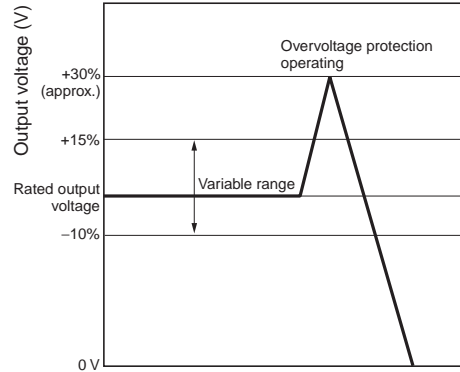 Output voltage (V)
Overvoltage protection
operating
+30%
(approx.)
+15%
Variable range
Rated output
voltage
−10%
0 V